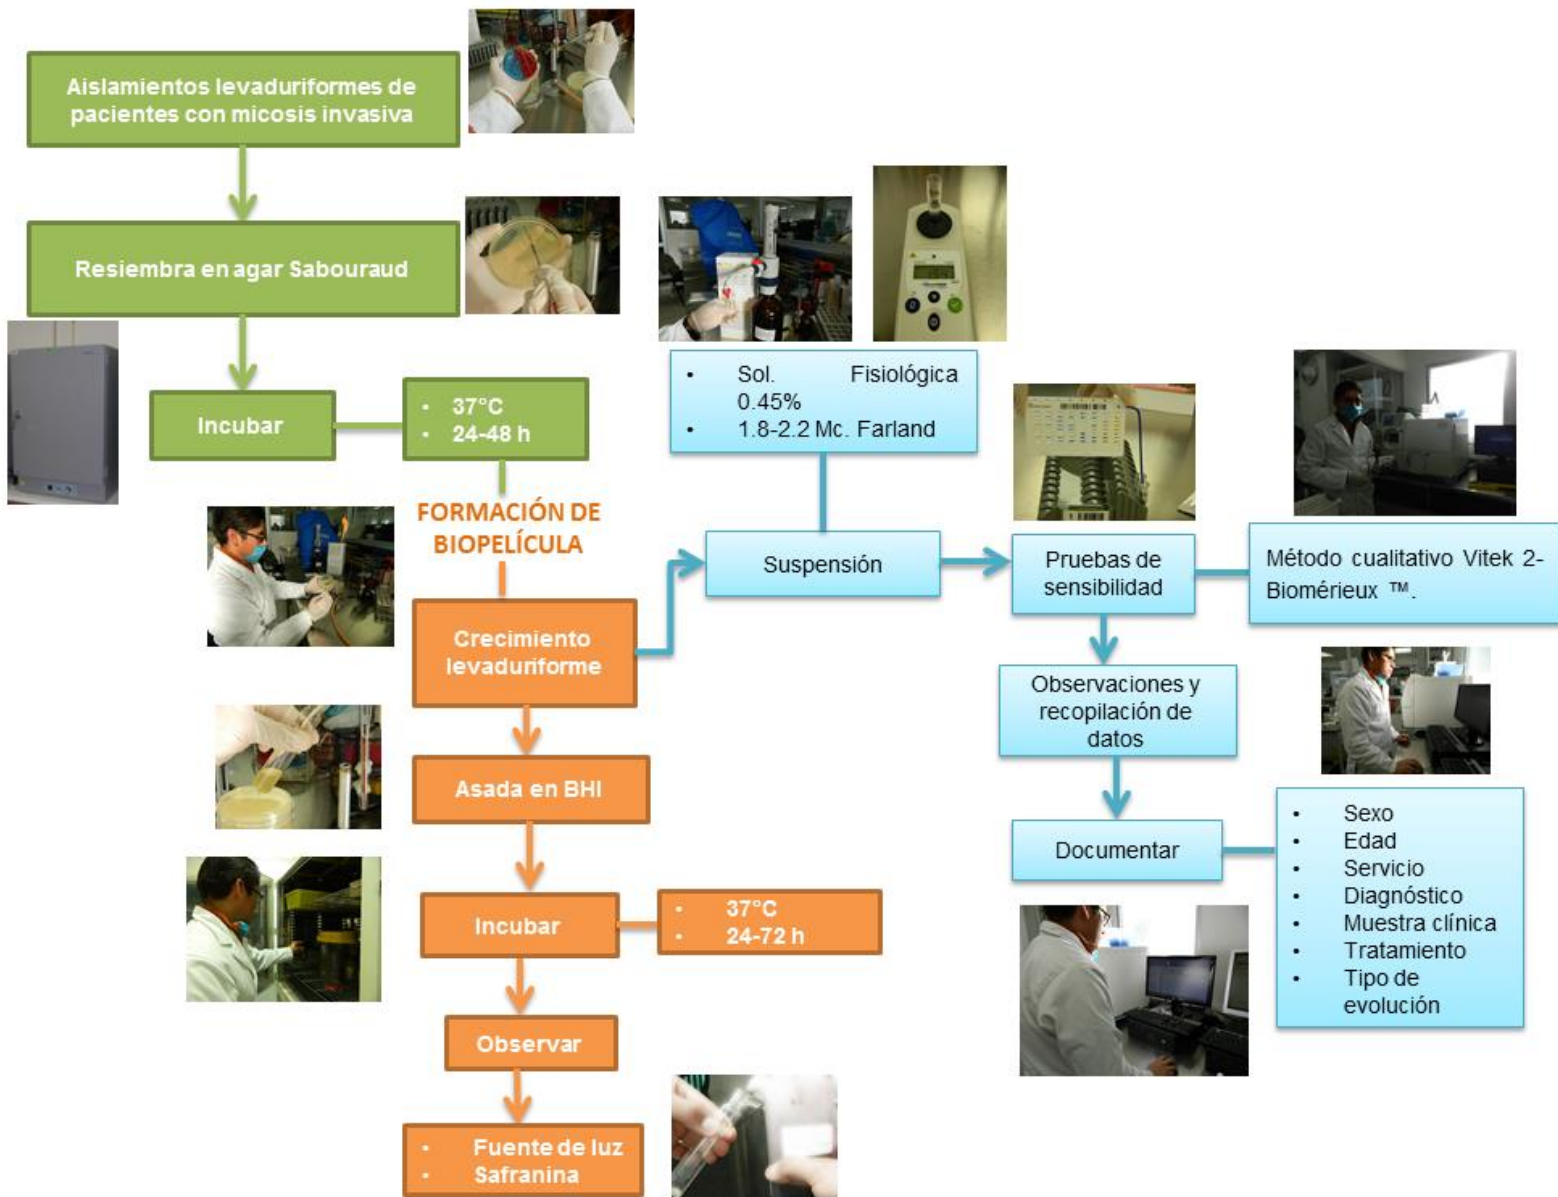 Aislamientos levaduriformes de
pacientes con micosis invasiva
Resiembra en agar Sabouraud
Incubar
• 37°C
• 24-48 h
FORMACIÓN DE
BIOPELÍCULA
Crecimiento
levaduriforme
Asada en BHI
Incubar
• 37°C
• 24-72 h
Observar
• Fuente de luz
• Safranina
• Sol. Fisiológica
0.45%
• 1.8-2.2 Mc. Farland
Suspensión
Pruebas de
sensibilidad
Método cualitativo Vitek 2-
Biomérieux ™.
Observaciones y
recopilación de
datos
Documentar
• Sexo
• Edad
• Servicio
• Diagnóstico
• Muestra clínica
• Tratamiento
• Tipo de
evolución